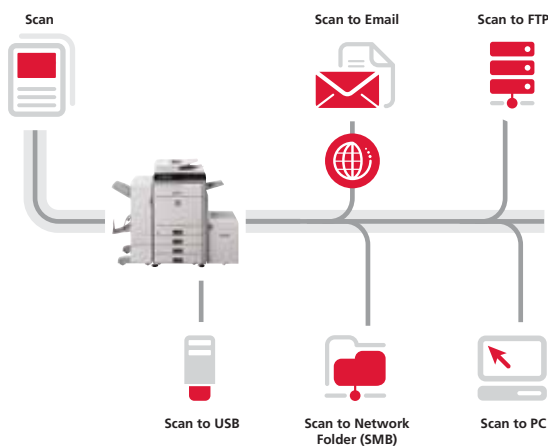 Scan
Scan to Email
Scan to FTP
Scan to USB
Scan to Network
Folder (SMB)
Scan to PC